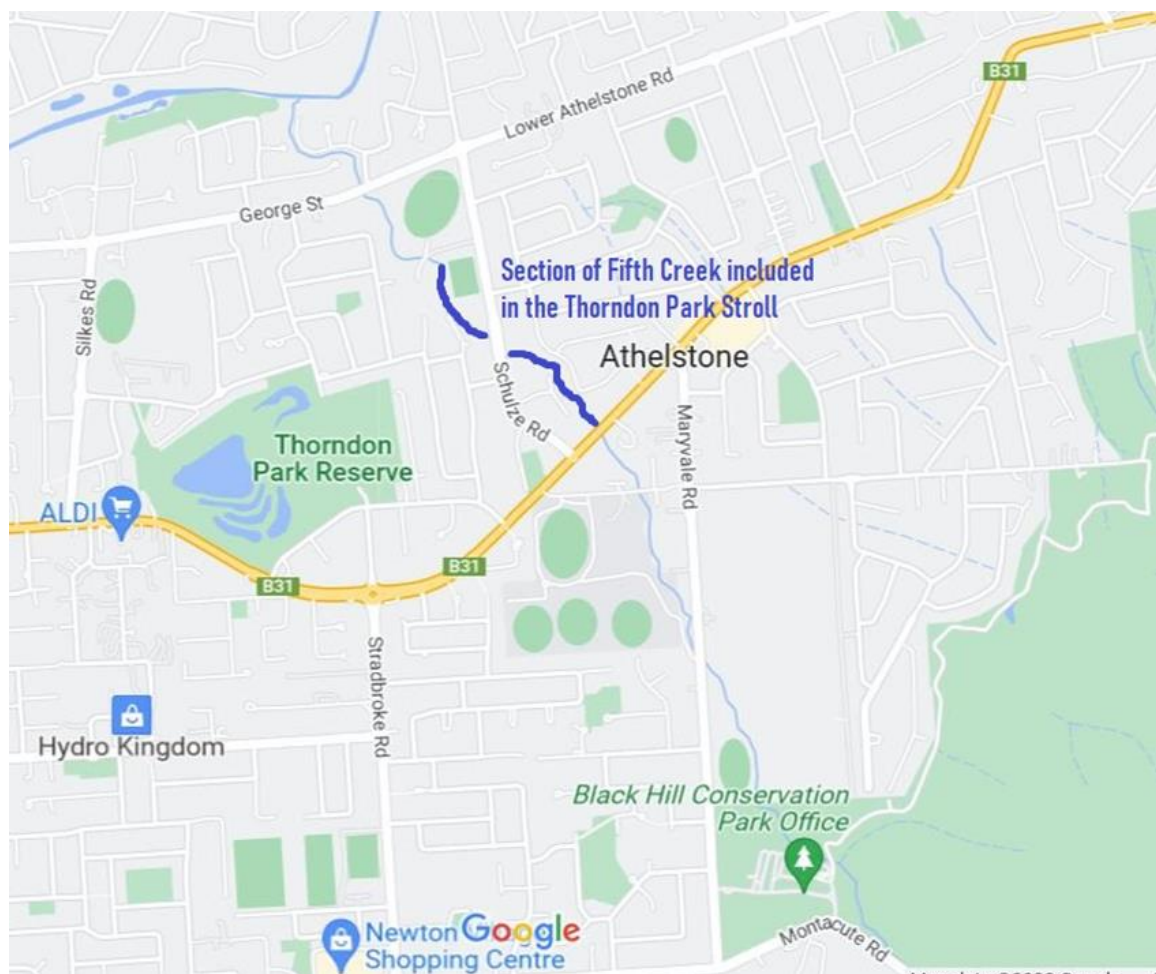 B31
Lower Athelstone Rd
George St
Silkes Rd
Section of Fifth Creek included
in the Thorndon Park Stroll
Athelstone
Schulze Rd
Maryvale Rd
Thorndon
Park Reserve
ALDI
B31
B31
Stradbroke Rd
Hydro Kingdom
Black Hill Conservation
Park Office
Montacute Rd
Newton
Google
Shopping Centre